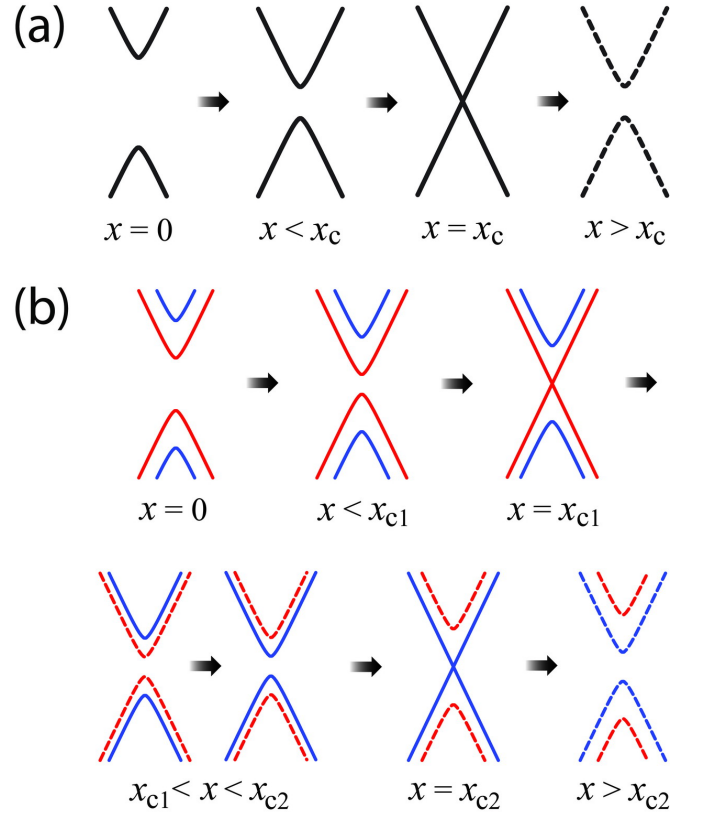 (a)
x = 0
x < xc
x = xc
x > xc
(b)
x = 0
x < xc1
x = xc1
xc1 < x < xc2
x = xc2
x > xc2